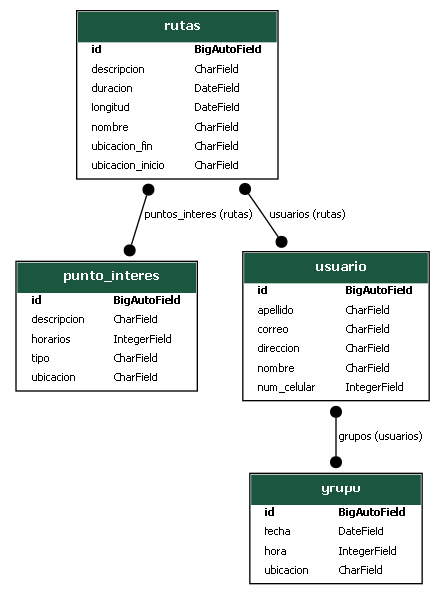 rutas
id BigAutoField
descripcion CharField
duracion DateField
longitud DateField
nombre CharField
ubicacion_fin CharField
ubicacion_inicio CharField
puntos_interes (rutas)
usuarios (rutas)
punto_interes
id BigAutoField
descripcion CharField
horarios IntegerField
tipo CharField
ubicacion CharField
usuario
id BigAutoField
apellido CharField
correo CharField
direccion CharField
nombre CharField
num_celular IntegerField
grupos (usuarios)
grupo
id BigAutoField
fecha DateField
hora IntegerField
ubicacion CharField